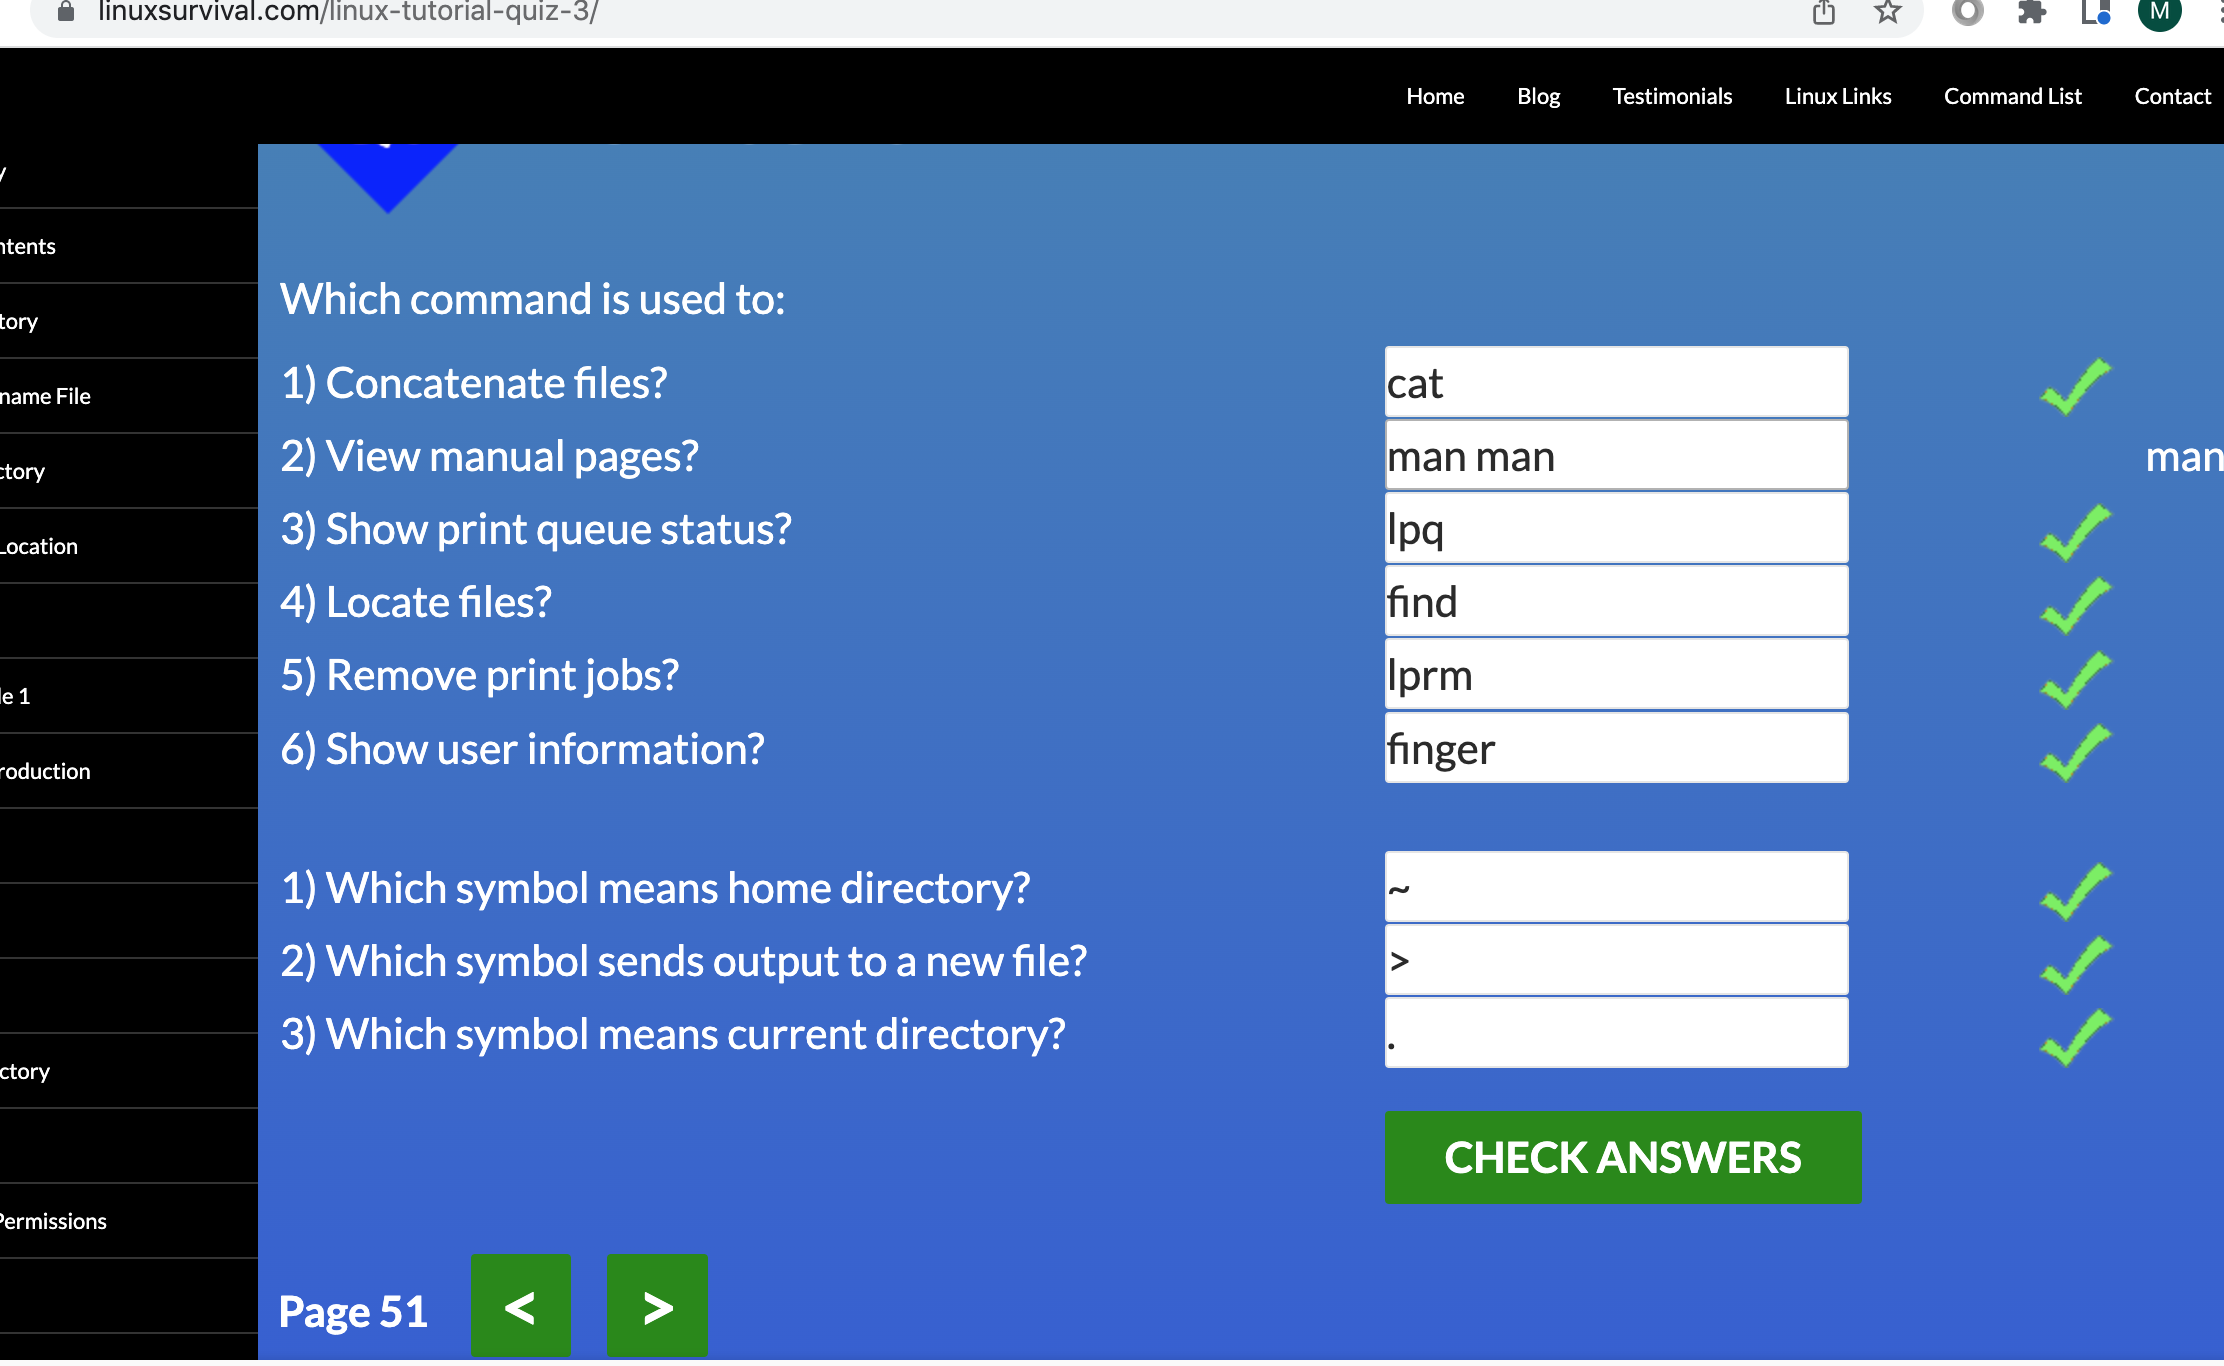 linuxsurvival.com/linux-tutorial-quiz-3/
M
Home Blog Testimonials Linux Links Command List Contact
y
ntents
tory
name File
ctory
Location
le 1
roduction
ctory
Permissions
Which command is used to:
1) Concatenate files? cat
2) View manual pages? man man man
3) Show print queue status? lpq
4) Locate files? find
5) Remove print jobs? lprm
6) Show user information? finger
1) Which symbol means home directory? ~
2) Which symbol sends output to a new file? >
3) Which symbol means current directory? .
CHECK ANSWERS
Page 51 < >